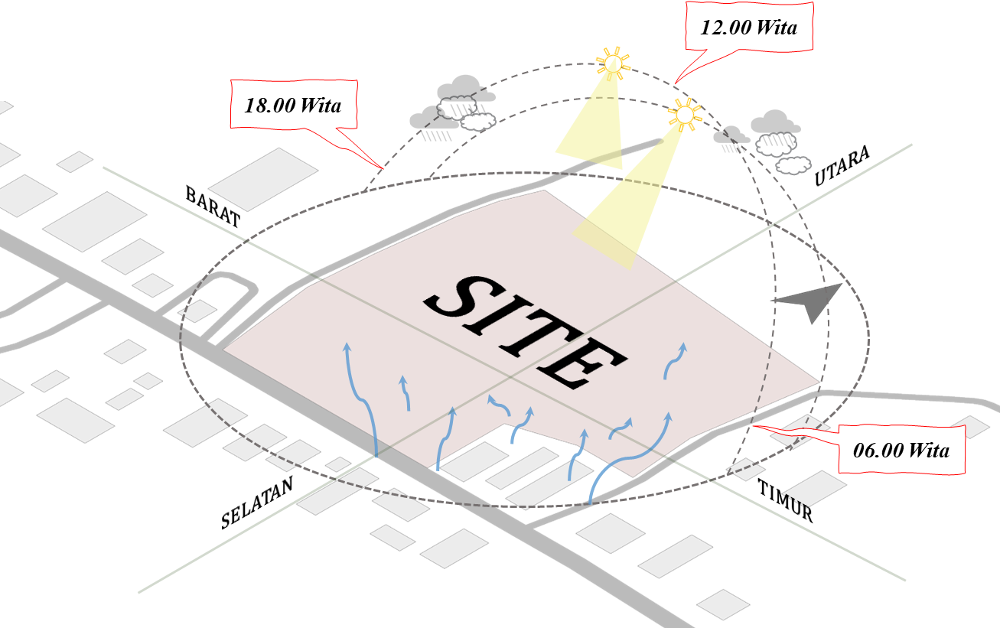 12.00 Wita
18.00 Wita
UTARA
BARAT
SITE
06.00 Wita
SELATAN
TIMUR